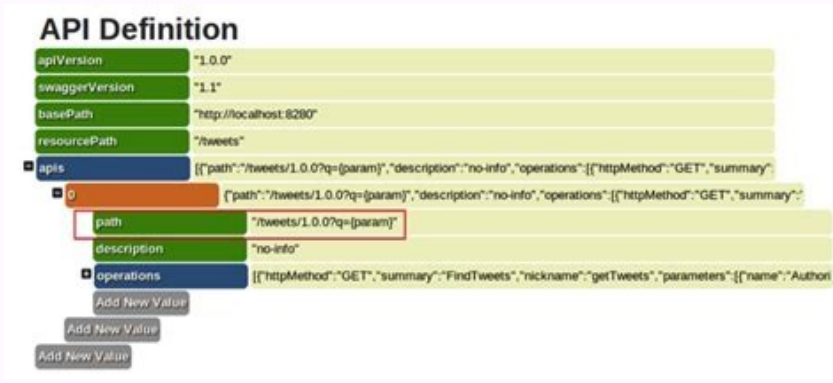 API Definition
apiVersion "1.0.0"
swaggerVersion "1.1"
basePath "http://localhost:8280"
resourcePath "/tweets"
apis [{"path":"/tweets/1.0.0?q={param}","description":"no-info","operations":[{"httpMethod":"GET","summary":
0 {"path":"/tweets/1.0.0?q={param}","description":"no-info","operations":[{"httpMethod":"GET","summary":"
path "/tweets/1.0.0?q={param}"
description "no-info"
operations [{"httpMethod":"GET","summary":"FindTweets","nickname":"getTweets","parameters":[{"name":"Authori
Add New Value
Add New Value
Add New Value